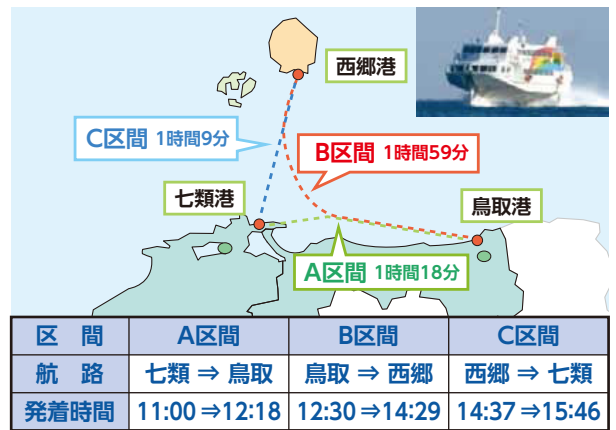 西郷港
C区間 1時間9分
B区間 1時間59分
七類港
鳥取港
A区間 1時間18分
区 間 A区間 B区間 C区間
航 路 七類 ⇒ 鳥取 鳥取 ⇒ 西郷 西郷 ⇒ 七類
発着時間 11:00⇒12:18 12:30⇒14:29 14:37⇒15:46